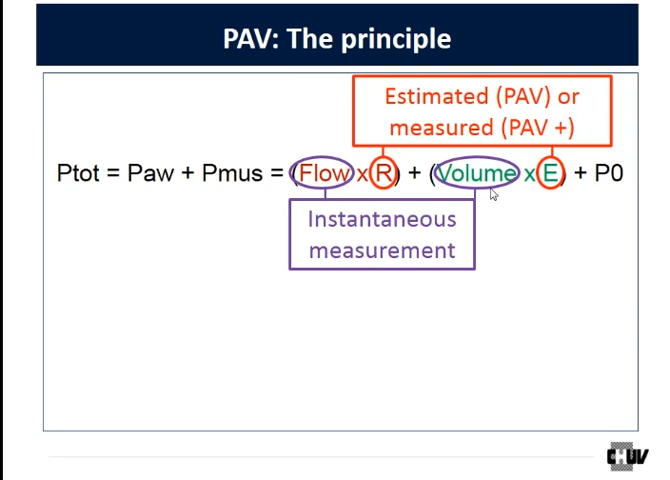 PAV: The principle
Estimated (PAV) or
measured (PAV +)
Ptot = Paw + Pmus = (Flow x R) + (Volume x E) + P0
Instantaneous
measurement
CHUV